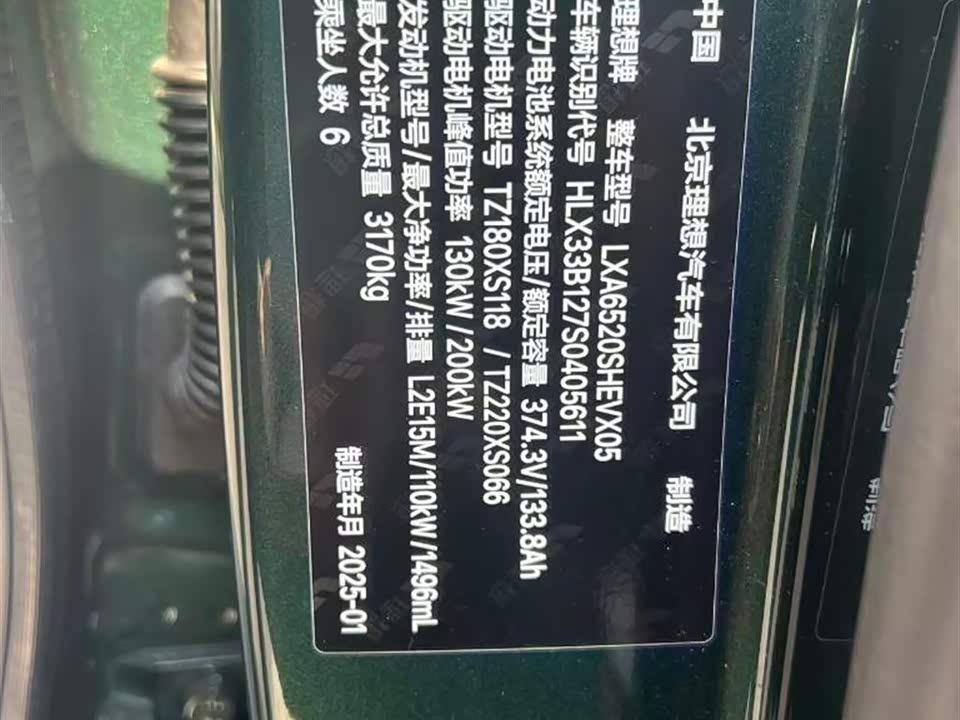 中国 北京理想汽车有限公司 制造
理想牌 整车型号 LXA6520SHEVX05
车辆识别代号 HLX33B127S0405611
动力电池系统额定电压/额定容量 374.3V/133.8Ah
驱动电机型号 TZ180XS118 /TZ220XS066
驱动电机峰值功率 130kW/200kW
发动机型号/最大净功率/排量 L2E15M/110kW/1496mL
最大允许总质量 3170kg
乘坐人数 6 制造年月 2025-01